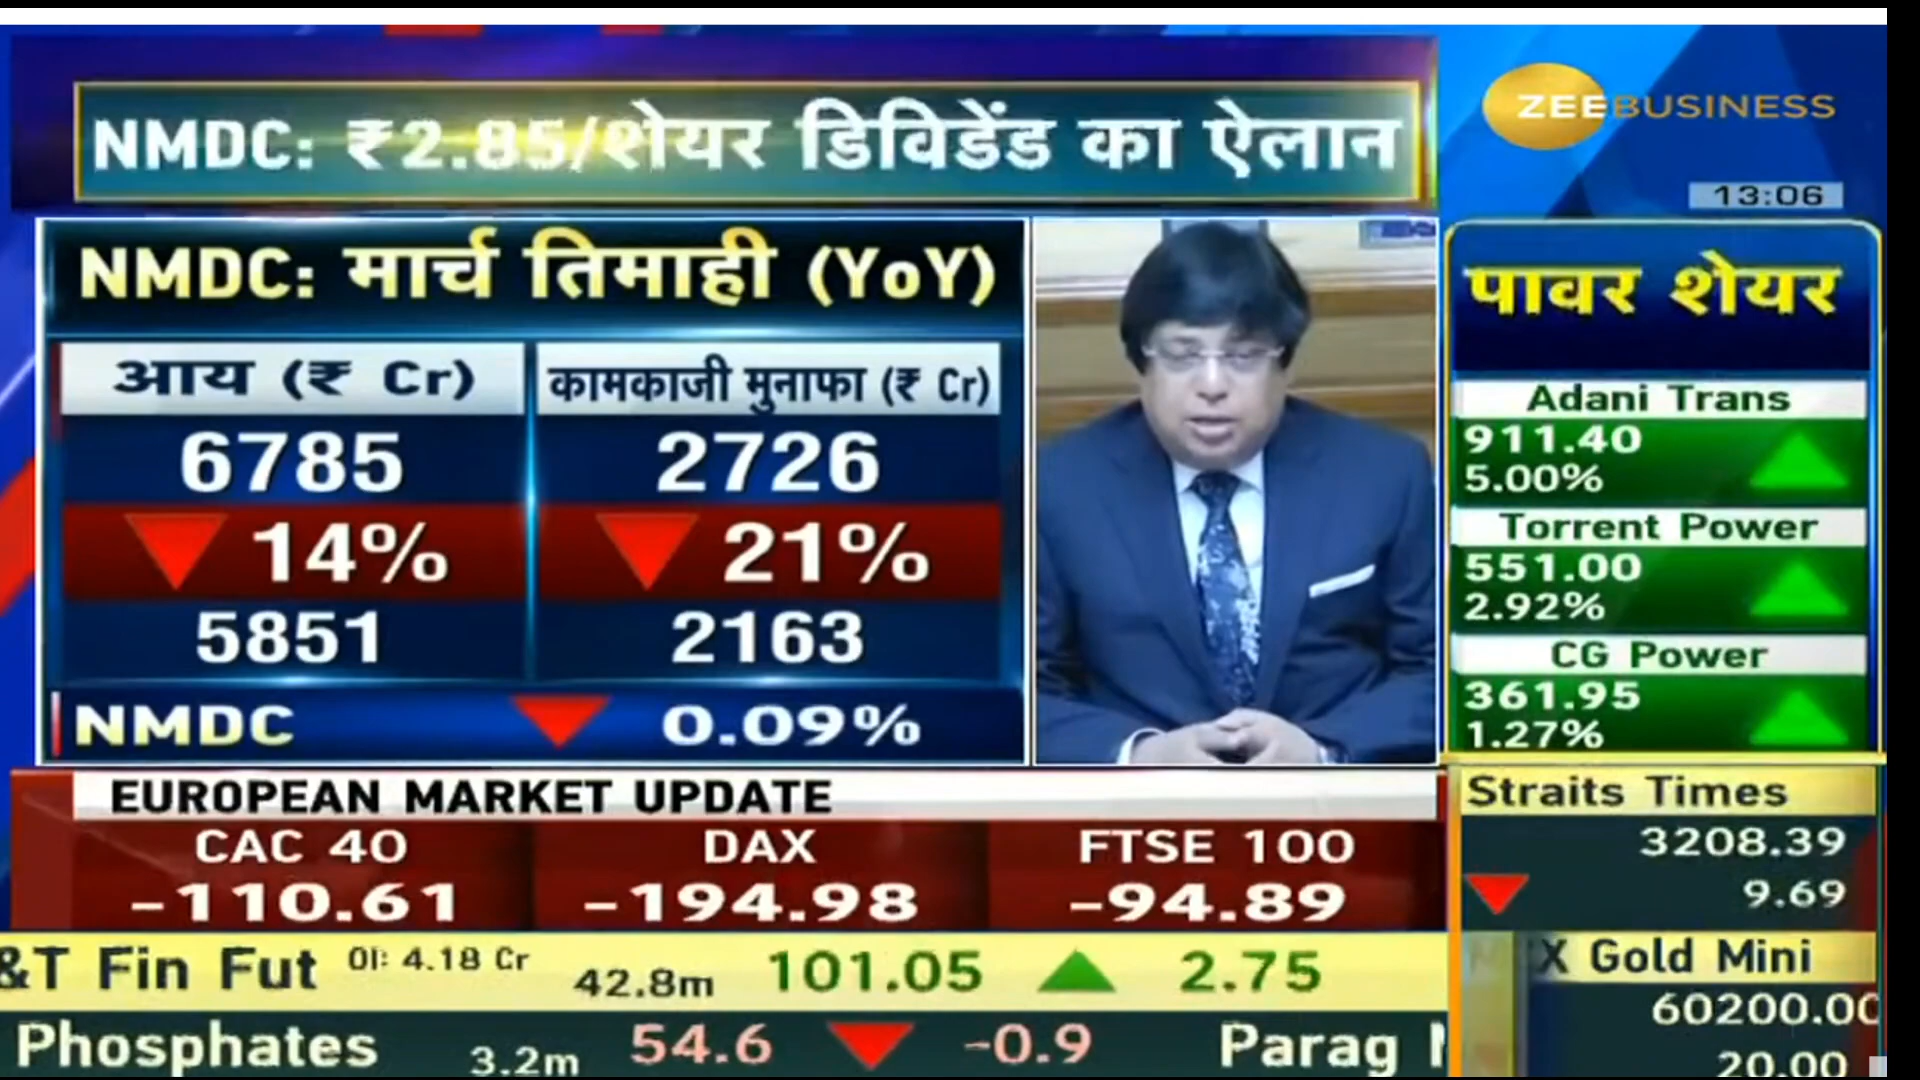 NMDC: ₹2.85/शेयर डिविडेंड का ऐलान
ZEEBUSINESS
13:06
NMDC: मार्च तिमाही (YoY)
आय (₹ Cr)
कामकाजी मुनाफा (₹ Cr)
6785
2726
14%
21%
5851
2163
NMDC 0.09%
पावर शेयर
Adani Trans
911.40
5.00%
Torrent Power
551.00
2.92%
CG Power
361.95
1.27%
EUROPEAN MARKET UPDATE
CAC 40
-110.61
DAX
-194.98
FTSE 100
-94.89
Straits Times
3208.39
9.69
X Gold Mini
60200.00
20.00
&T Fin Fut OI: 4.18 Cr 42.8m 101.05 2.75
Phosphates 3.2m 54.6 -0.9 Parag